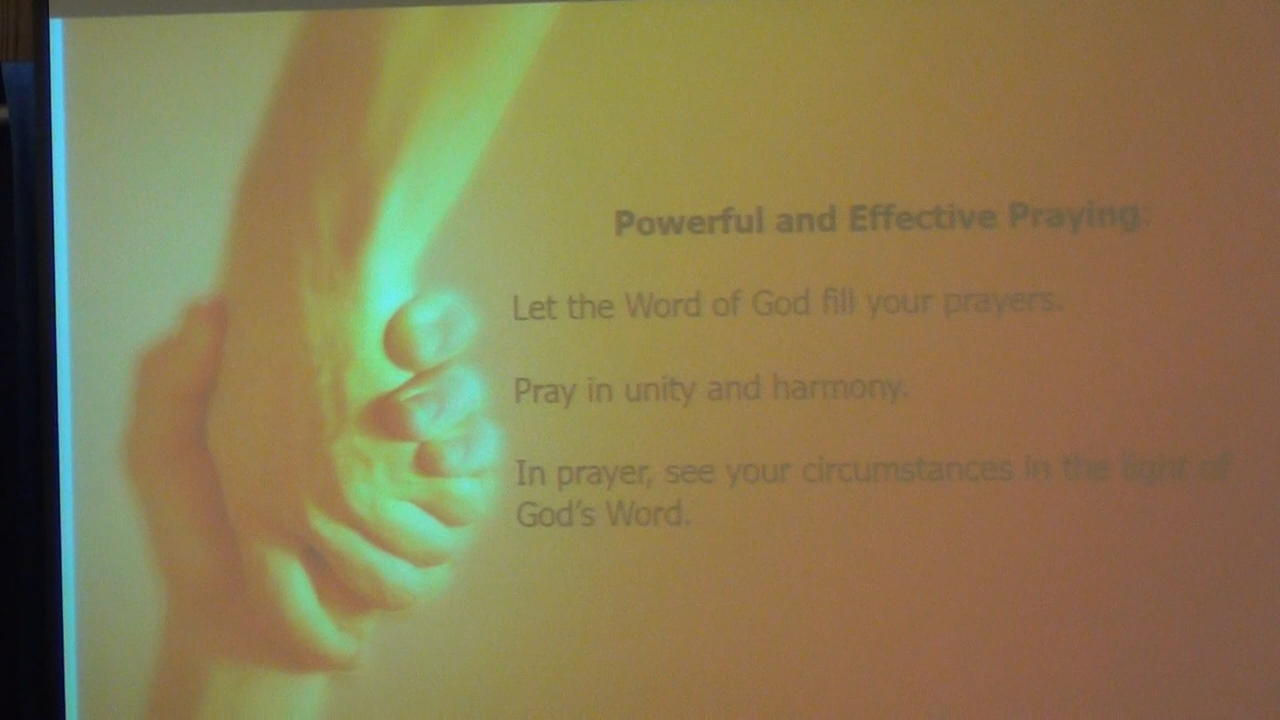 Powerful and Effective Praying:
Let the Word of God fill your prayers.
Pray in unity and harmony.
In prayer, see your circumstances in the light of
God's Word.